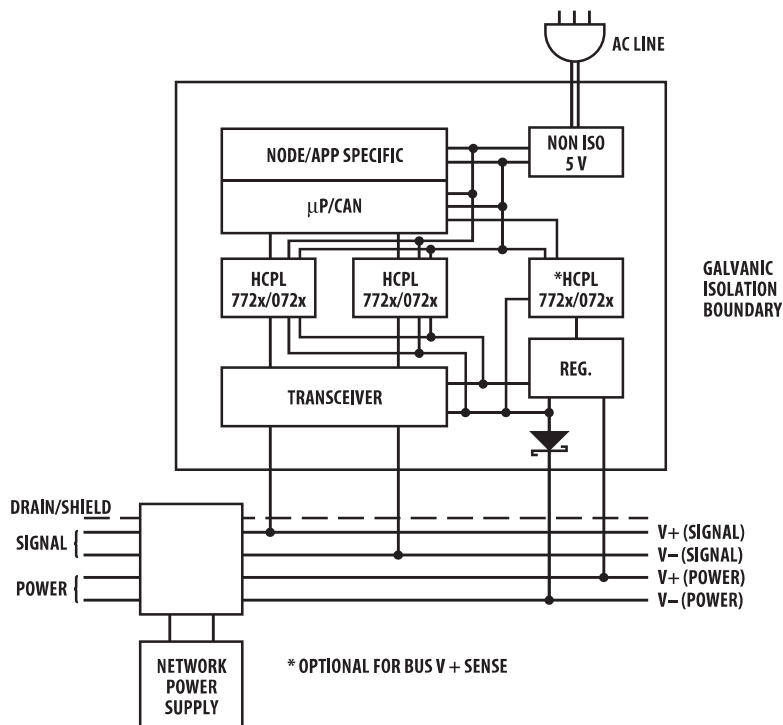 AC LINE
NON ISO
5 V
NODE/APP SPECIFIC
μP/CAN
HCPL
772x/072x
HCPL
772x/072x
*HCPL
772x/072x
GALVANIC
ISOLATION
BOUNDARY
REG.
TRANSCEIVER
DRAIN/SHIELD
SIGNAL
POWER
V+ (SIGNAL)
V– (SIGNAL)
V+ (POWER)
V– (POWER)
NETWORK
POWER
SUPPLY
* OPTIONAL FOR BUS V + SENSE